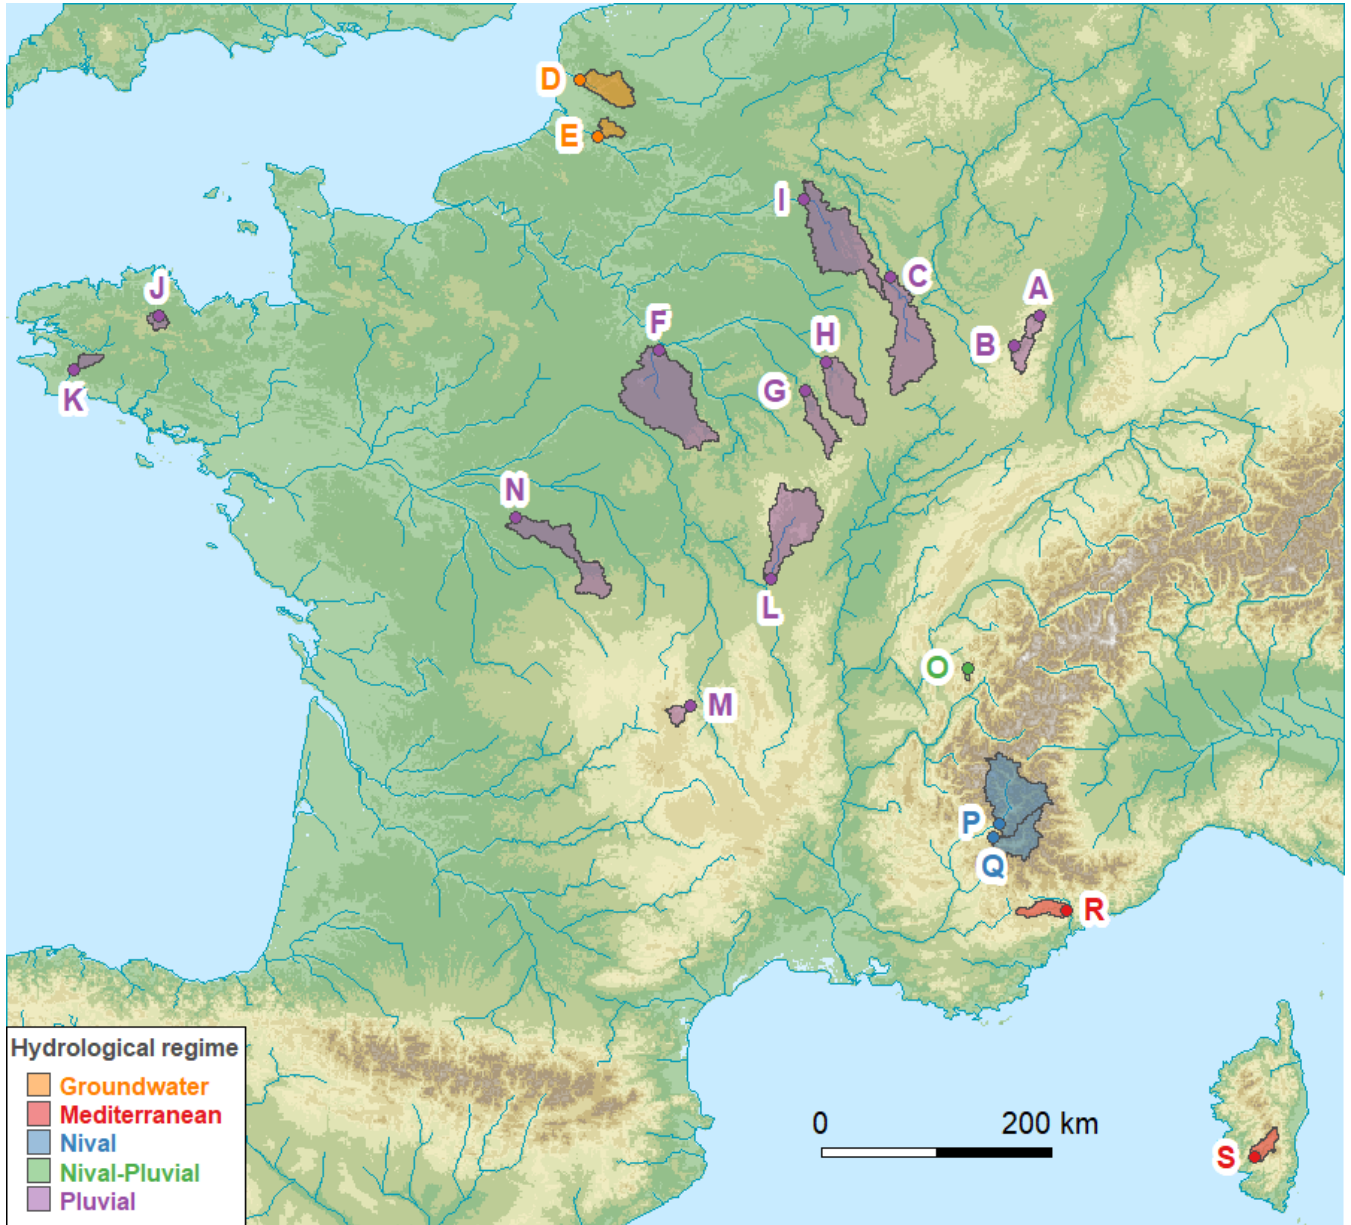 D
E
I
C
J
A
F
H
B
G
K
N
L
O
M
P
Q
R
Hydrological regime
Groundwater
Mediterranean
Nival
Nival-Pluvial
Pluvial
0 200 km
S